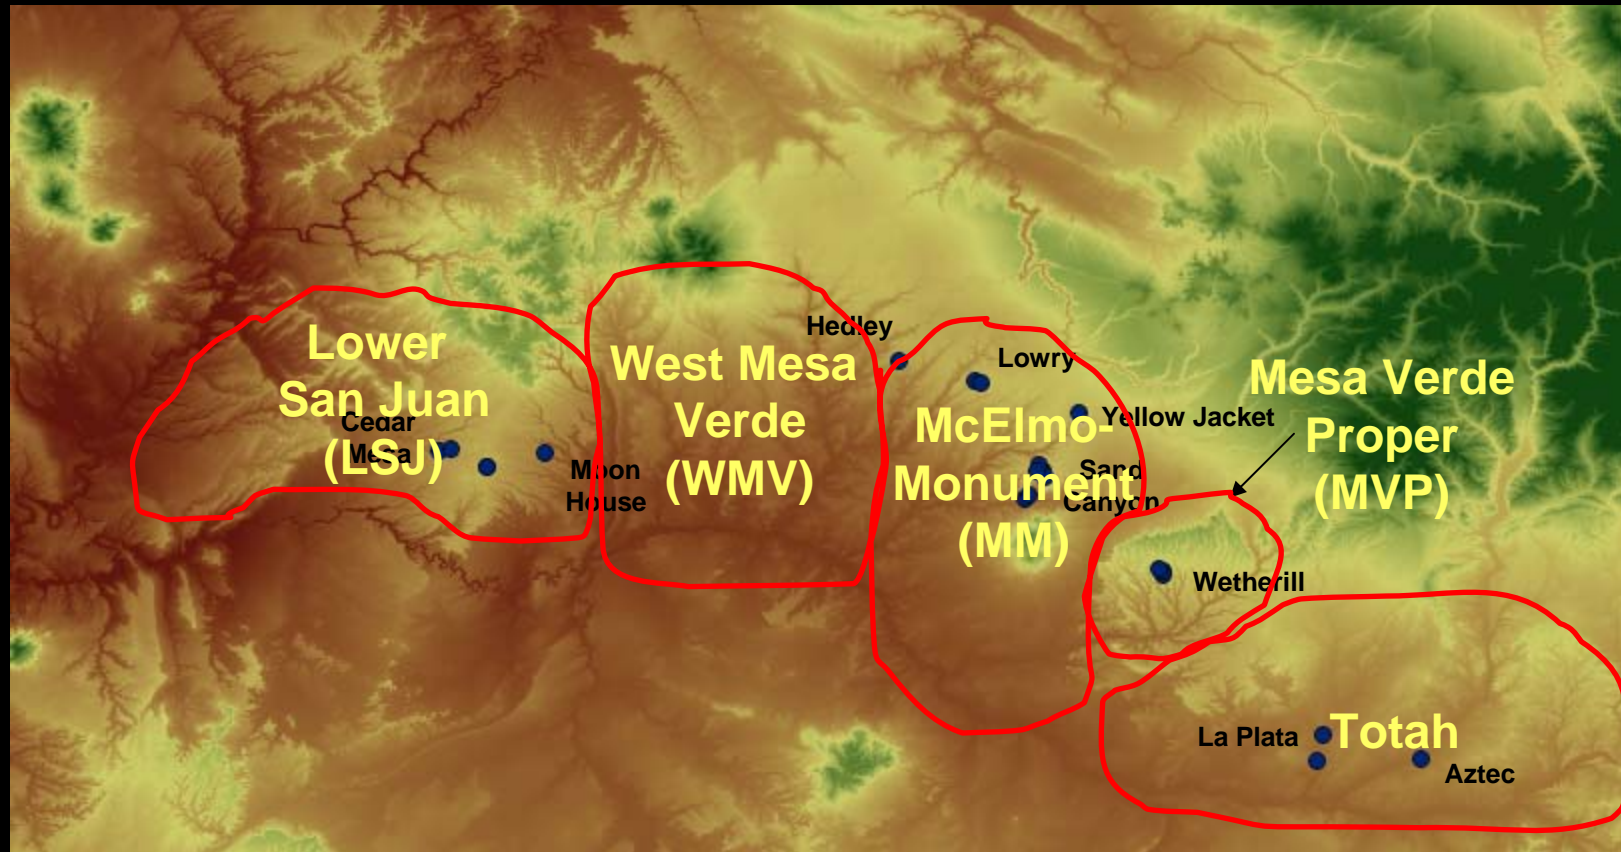 Lower
San Juan
(LSJ)
Cedar
Mesa
Moon
House
West Mesa
Verde
(WMV)
Hedley
Lowry
McElmo-
Monument
(MM)
Yellow Jacket
Sand
Canyon
Mesa Verde
Proper
(MVP)
Wetherill
La Plata
Totah
Aztec